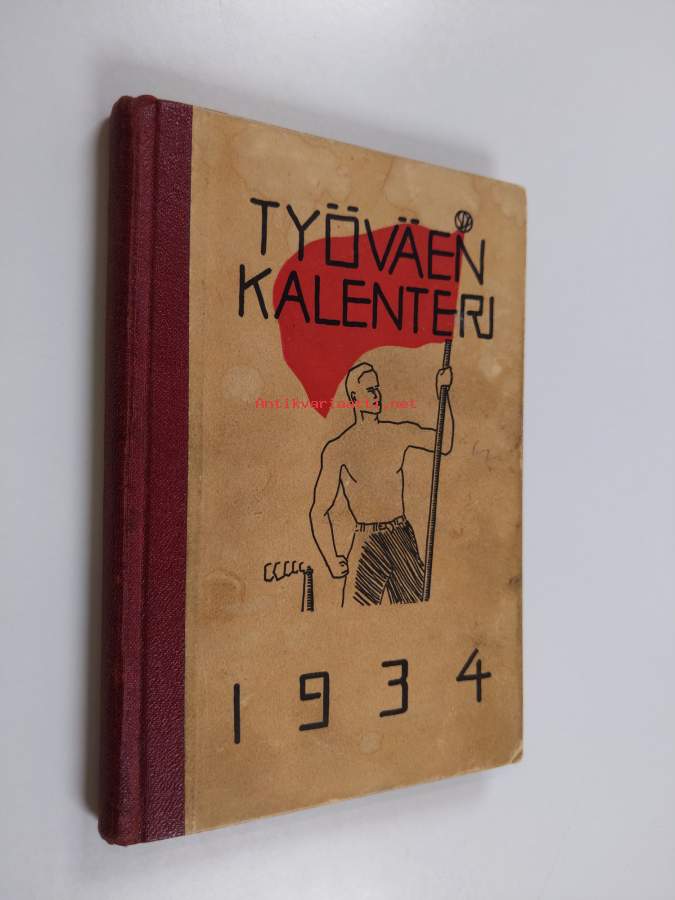 TYÖVÄEN
KALENTERI
Antikvariaatti.net
1934